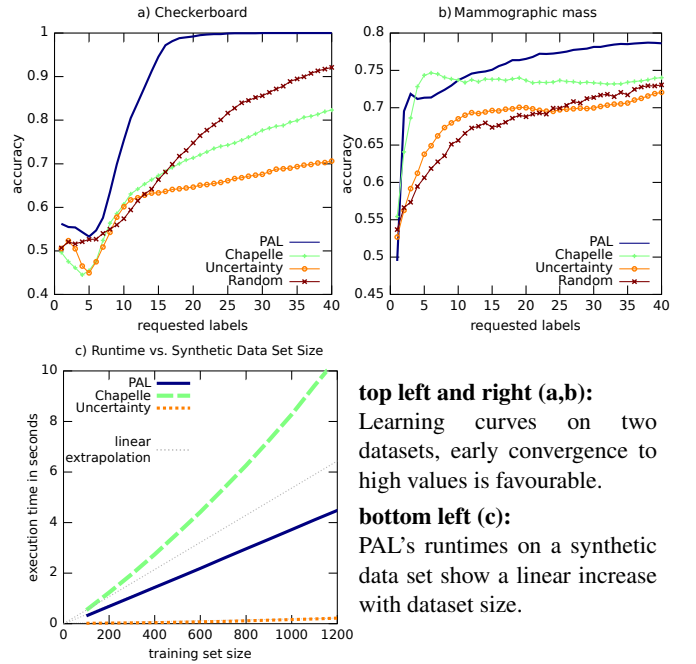 a) Checkerboard
1
0.9
0.8
0.7
0.6
0.5
0.4
accuracy
0 5 10 15 20 25 30 35 40
requested labels
PAL
Chapelle
Uncertainty
Random
b) Mammographic mass
0.8
0.75
0.7
0.65
0.6
0.55
0.5
0.45
accuracy
0 5 10 15 20 25 30 35 40
requested labels
PAL
Chapelle
Uncertainty
Random
c) Runtime vs. Synthetic Data Set Size
10
8
6
4
2
0
execution time in seconds
PAL
Chapelle
Uncertainty
linear
extrapolation
0 200 400 600 800 1000 1200
training set size
top left and right (a,b):
Learning curves on two
datasets, early convergence to
high values is favourable.
bottom left (c):
PAL's runtimes on a synthetic
data set show a linear increase
with dataset size.